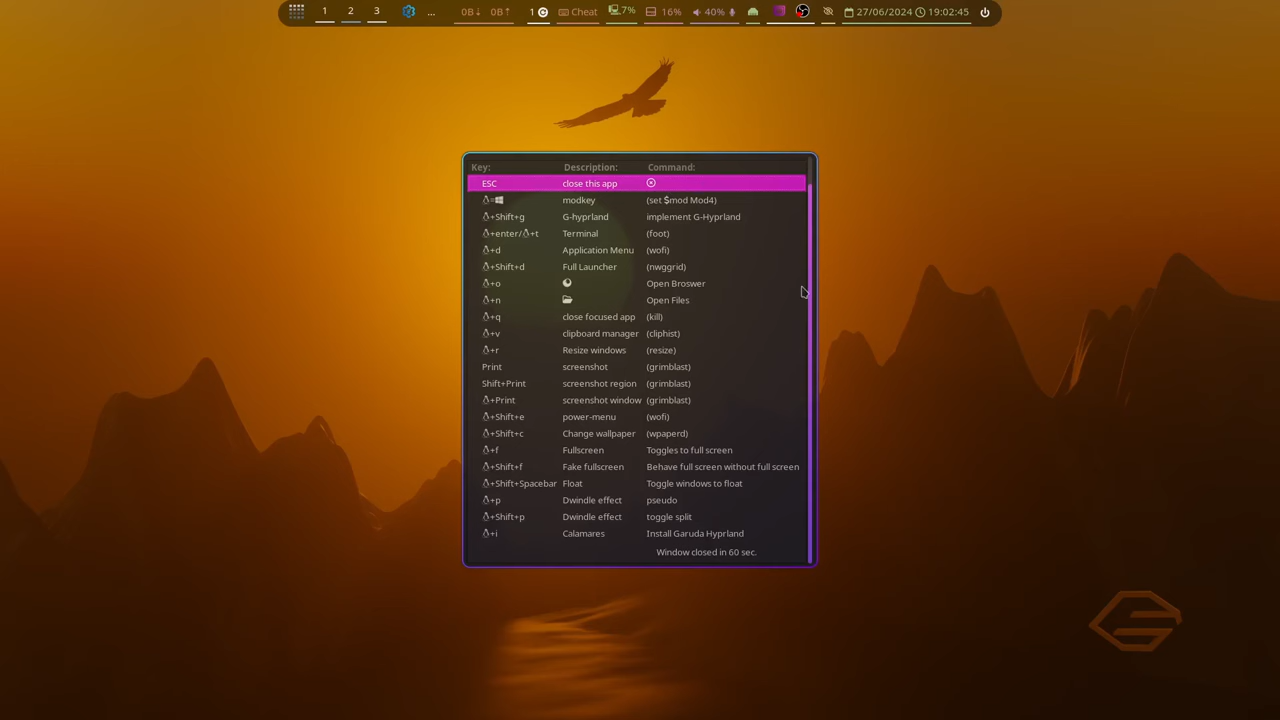 1 2 3 ... 0B↓ 0B↑ 1 Cheat 7% 16% 40% 27/06/2024 19:02:45
Key: Description: Command:
ESC close this app
= modkey (set $mod Mod4)
+Shift+g G-hyprland implement G-Hyprland
+enter/+t Terminal (foot)
+d Application Menu (wofi)
+Shift+d Full Launcher (nwggrid)
+o Open Broswer
+n Open Files
+q close focused app (kill)
+v clipboard manager (cliphist)
+r Resize windows (resize)
Print screenshot (grimblast)
Shift+Print screenshot region (grimblast)
+Print screenshot window (grimblast)
+Shift+e power-menu (wofi)
+Shift+c Change wallpaper (wpaperd)
+f Fullscreen Toggles to full screen
+Shift+f Fake fullscreen Behave full screen without full screen
+Shift+Spacebar Float Toggle windows to float
+p Dwindle effect pseudo
+Shift+p Dwindle effect toggle split
+i Calamares Install Garuda Hyprland
Window closed in 60 sec.